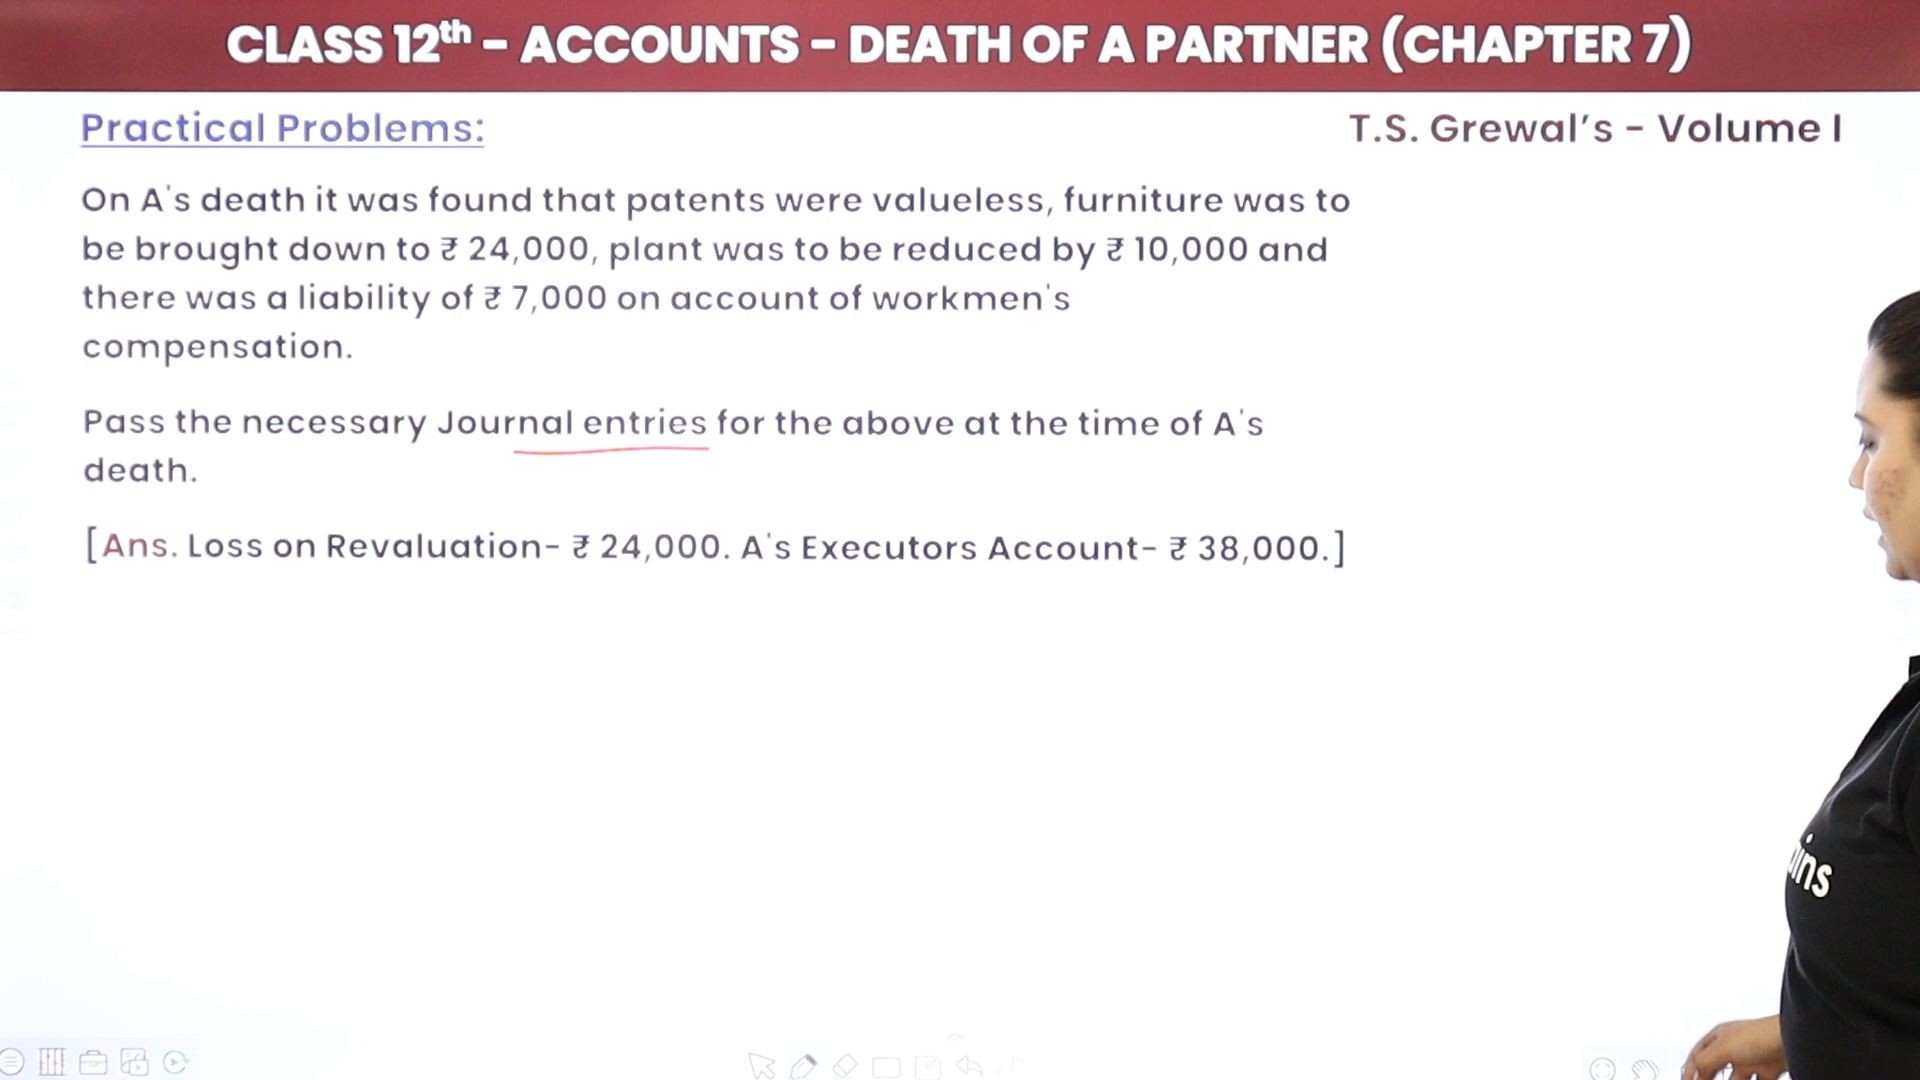 CLASS 12th – ACCOUNTS – DEATH OF A PARTNER (CHAPTER 7)
Practical Problems:
T.S. Grewal's – Volume I
On A's death it was found that patents were valueless, furniture was to
be brought down to ₹ 24,000, plant was to be reduced by ₹ 10,000 and
there was a liability of ₹ 7,000 on account of workmen's
compensation.
Pass the necessary Journal entries for the above at the time of A's
death.
[Ans. Loss on Revaluation- ₹ 24,000. A's Executors Account- ₹ 38,000.]